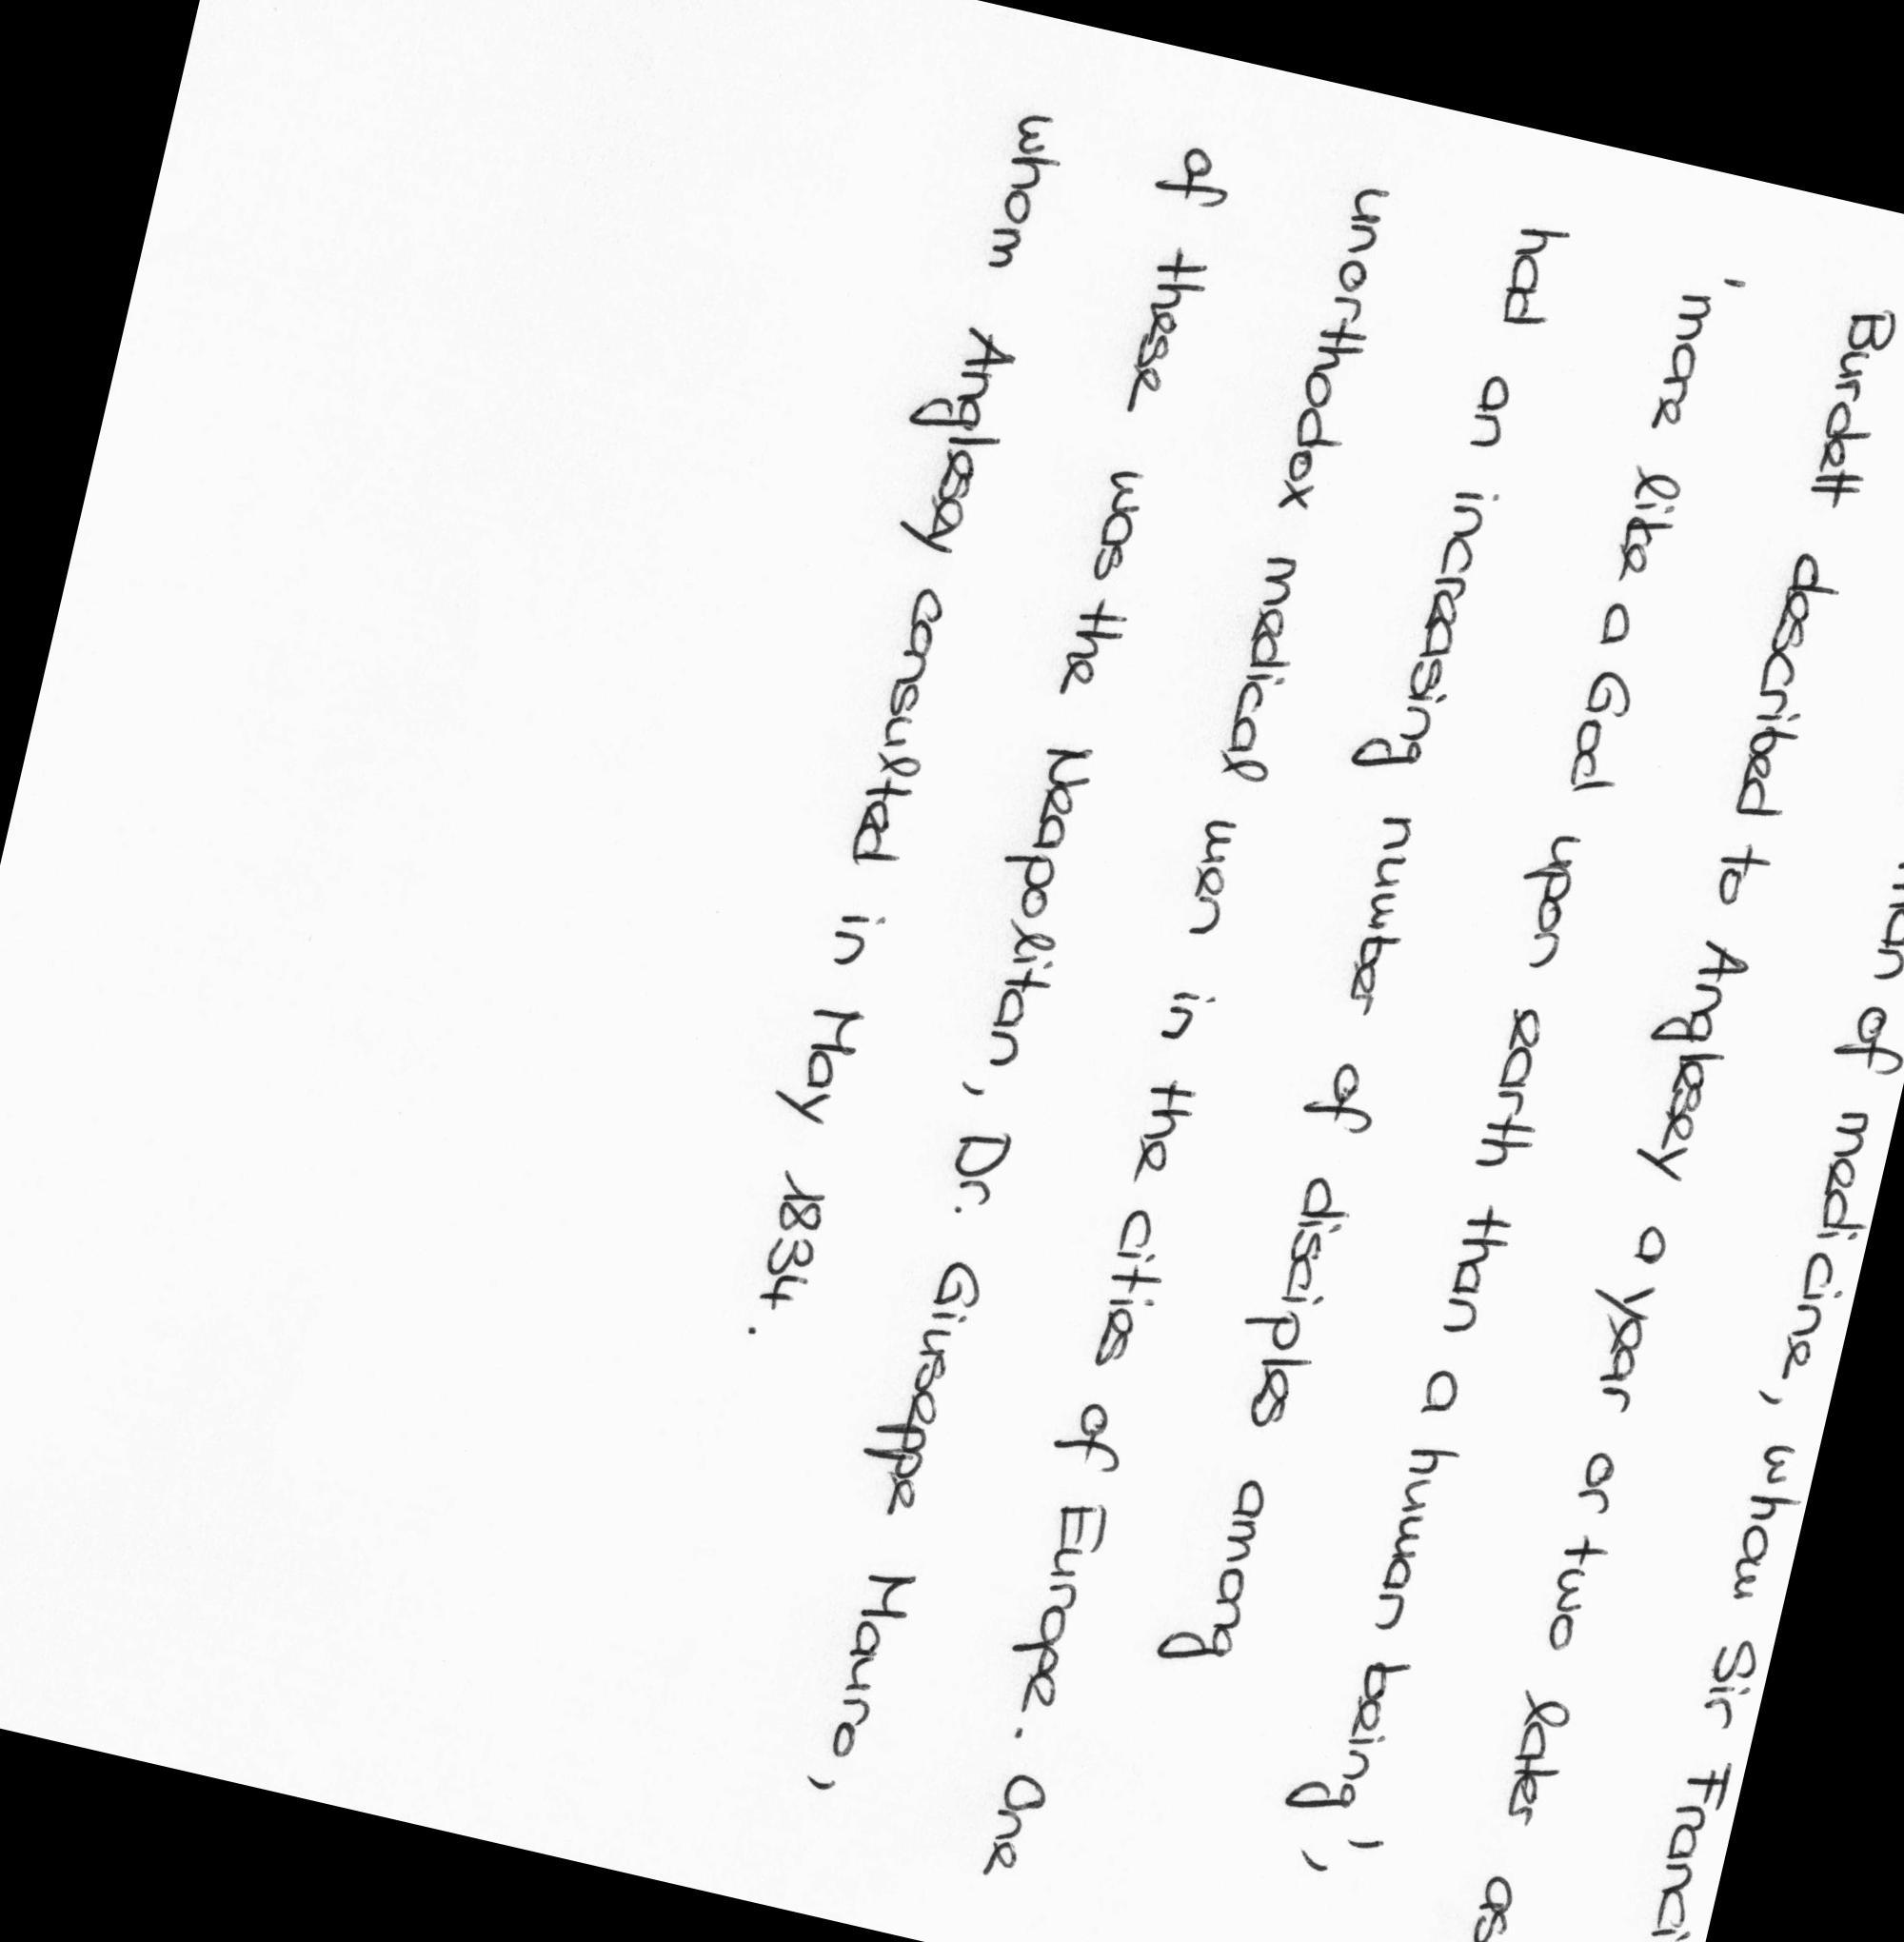 man of medicine, whom Sir Franci
Burdett described to Anglesey a year or two later as
'more like a God upon earth than a human being',
had an increasing number of disciples among
unorthodox medical men in the cities of Europe. One
of these was the Neapolitan, Dr. Giuseppe Mauro,
whom Anglesey consulted in May 1834.